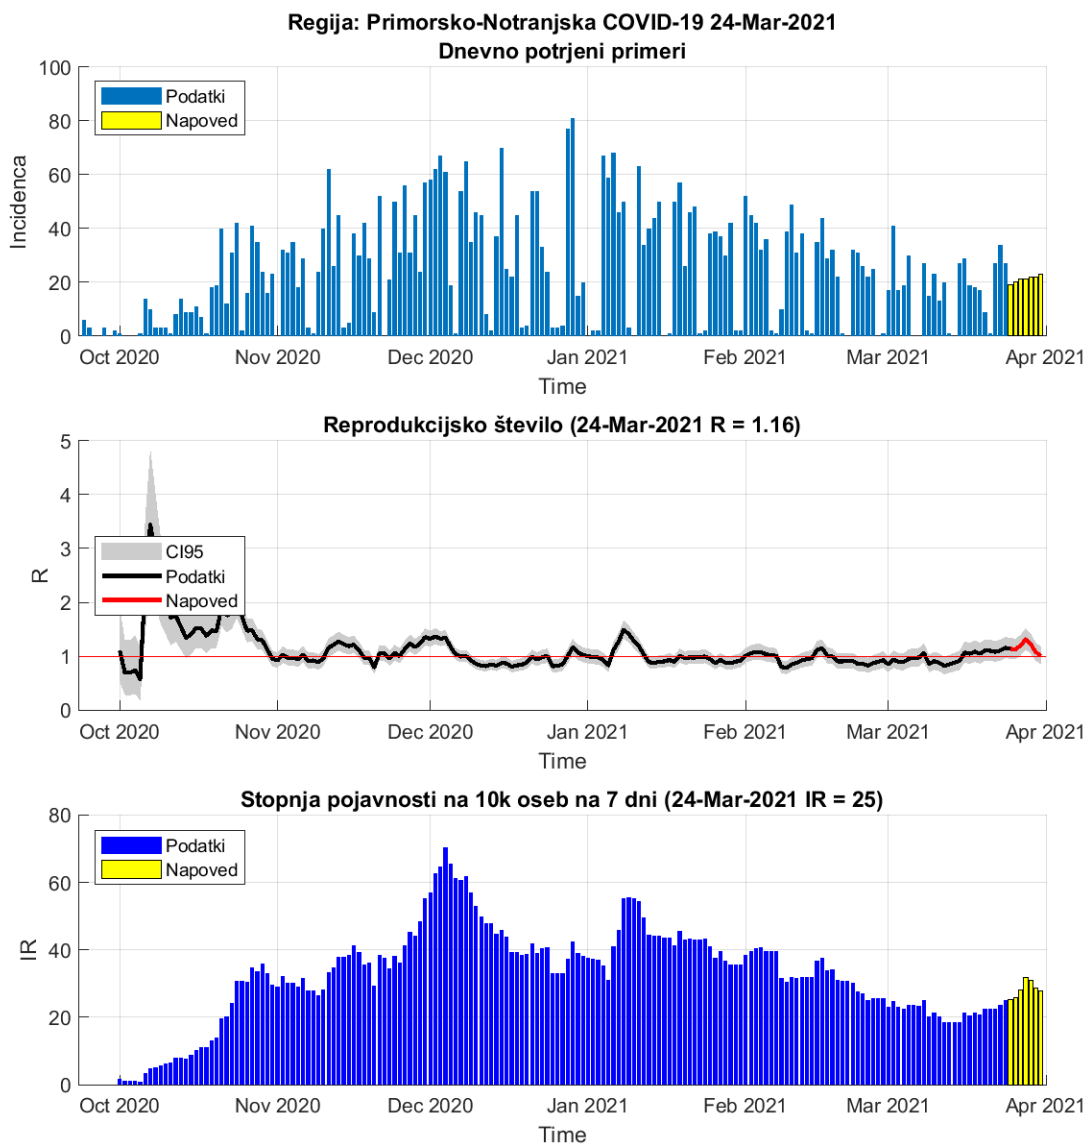 Regija: Primorsko-Notranjska COVID-19 24-Mar-2021
Dnevno potrjeni primeri
100
80
60
40
20
0
Incidenca
Podatki
Napoved
Oct 2020 Nov 2020 Dec 2020 Jan 2021 Feb 2021 Mar 2021 Apr 2021
Time
Reprodukcijsko število (24-Mar-2021 R = 1.16)
5
4
3
2
1
0
R
CI95
Podatki
Napoved
Oct 2020 Nov 2020 Dec 2020 Jan 2021 Feb 2021 Mar 2021 Apr 2021
Time
Stopnja pojavnosti na 10k oseb na 7 dni (24-Mar-2021 IR = 25)
80
60
40
20
0
IR
Podatki
Napoved
Oct 2020 Nov 2020 Dec 2020 Jan 2021 Feb 2021 Mar 2021 Apr 2021
Time